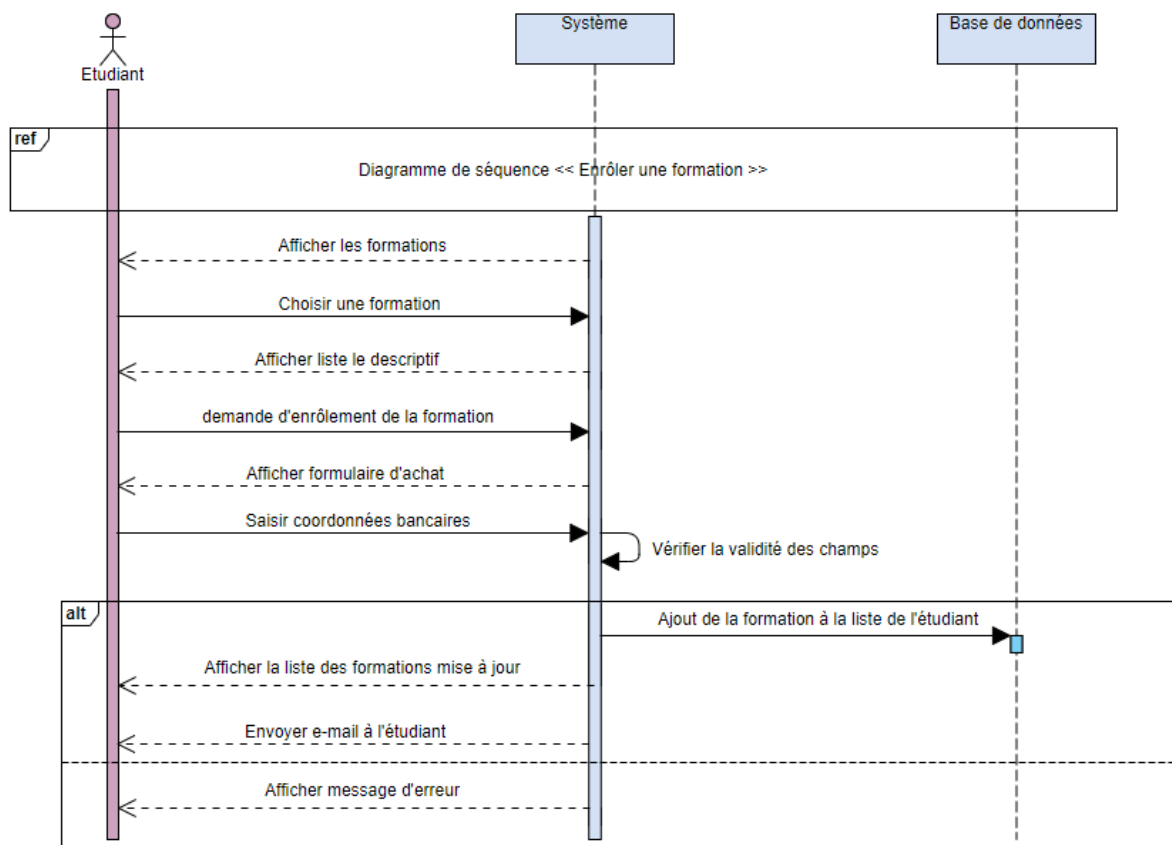 Système
Base de données
Etudiant
ref
Diagramme de séquence << Enrôler une formation >>
Afficher les formations
Choisir une formation
Afficher liste le descriptif
demande d'enrôlement de la formation
Afficher formulaire d'achat
Saisir coordonnées bancaires
Vérifier la validité des champs
alt
Ajout de la formation à la liste de l'étudiant
Afficher la liste des formations mise à jour
Envoyer e-mail à l'étudiant
Afficher message d'erreur